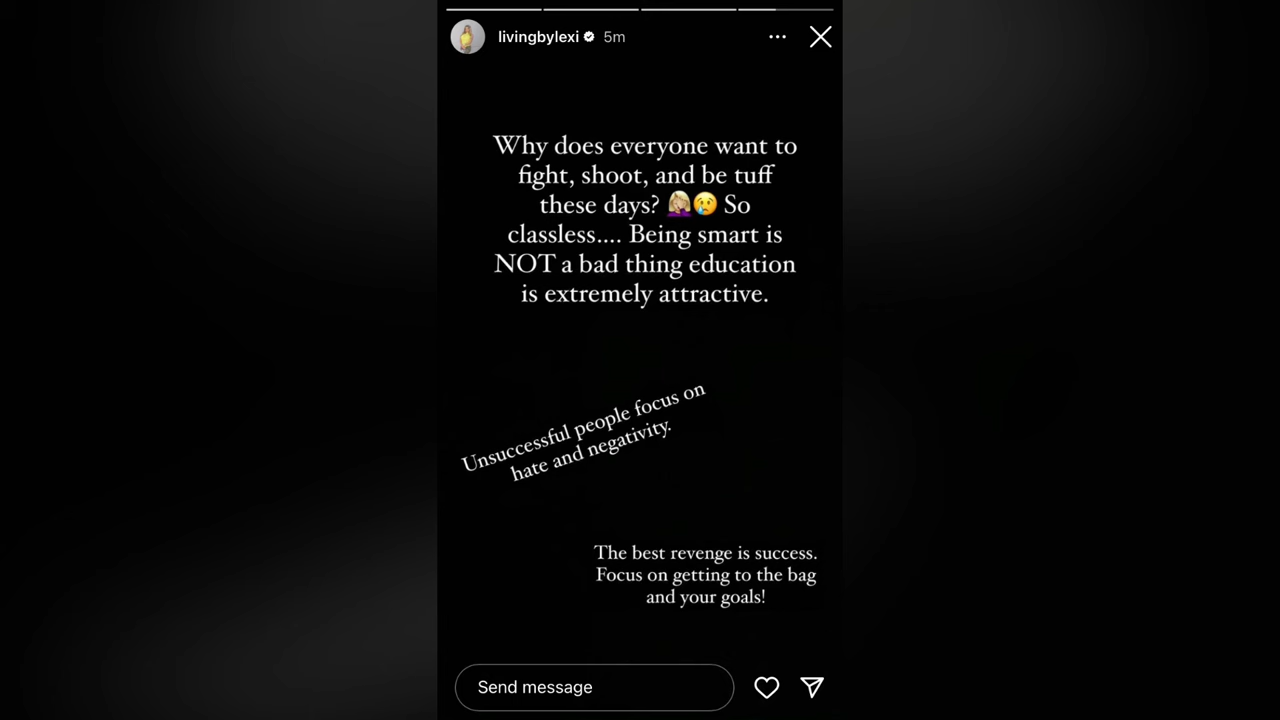 livingbylexi 5m
Why does everyone want to
fight, shoot, and be tuff
these days? 🤦🏼‍♀️😢 So
classless.... Being smart is
NOT a bad thing education
is extremely attractive.
Unsuccessful people focus on
hate and negativity.
The best revenge is success.
Focus on getting to the bag
and your goals!
Send message